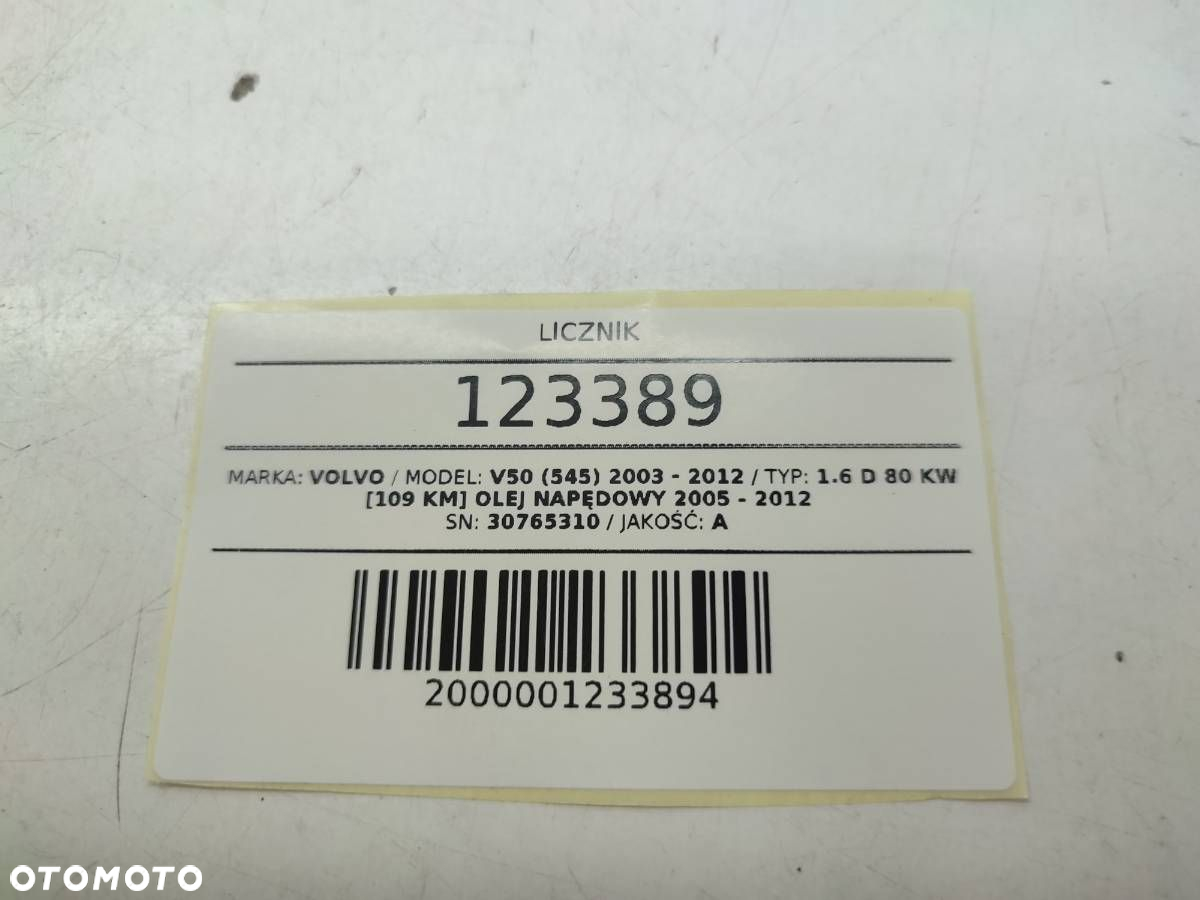 LICZNIK
123389
MARKA: VOLVO / MODEL: V50 (545) 2003 - 2012 / TYP: 1.6 D 80 KW
[109 KM] OLEJ NAPĘDOWY 2005 - 2012
SN: 30765310 / JAKOŚĆ: A
2000001233894
OTOMOTO